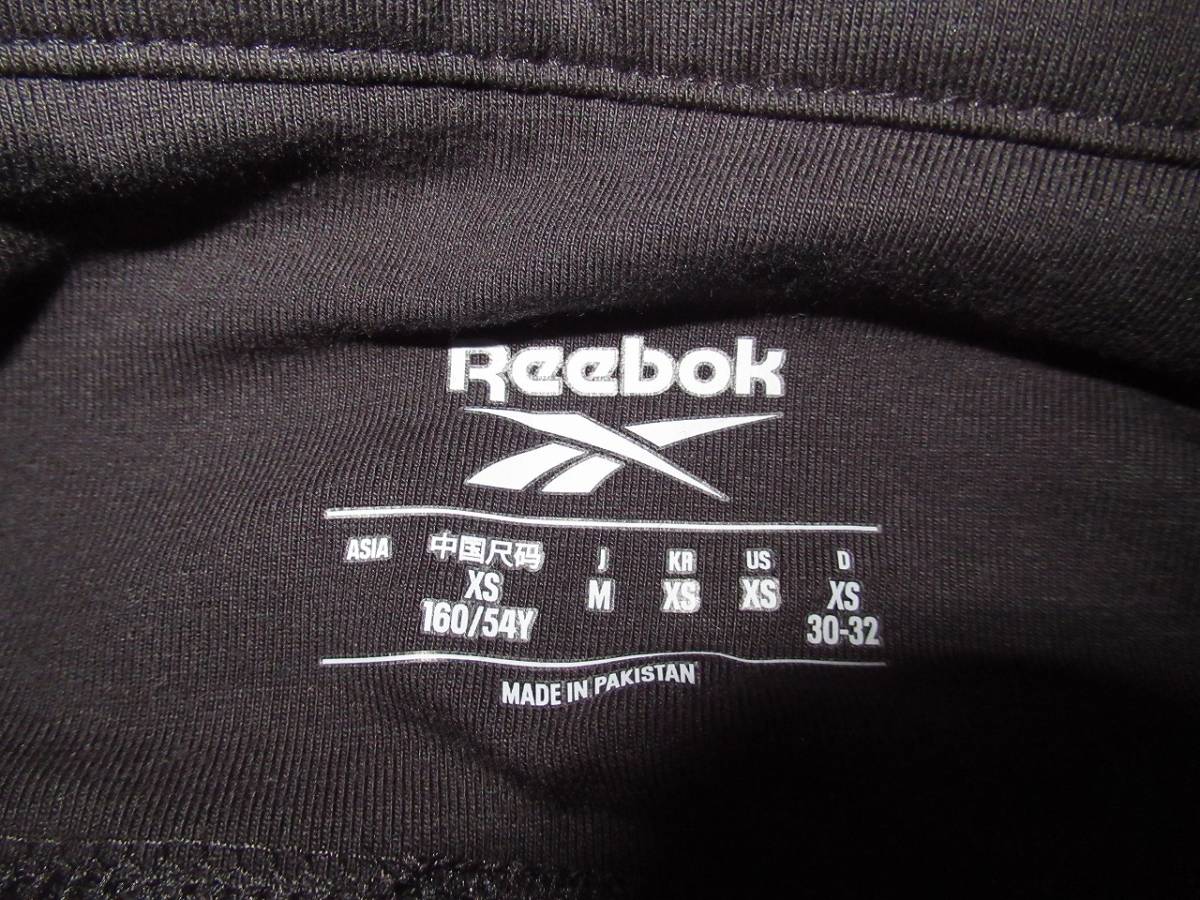 Reebok
ASIA 中国尺码 J KR US D
XS M XS XS XS
160/54Y 30-32
MADE IN PAKISTAN